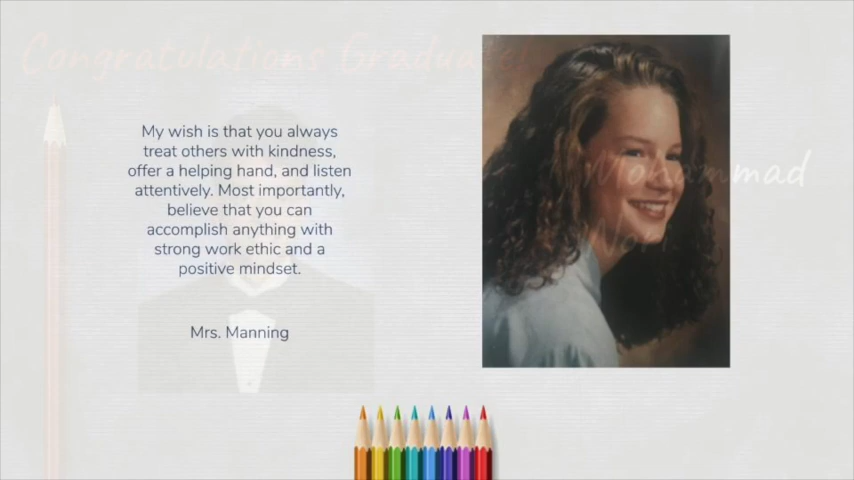 Congratulations Graduate!
My wish is that you always
treat others with kindness,
offer a helping hand, and listen
attentively. Most importantly,
believe that you can
accomplish anything with
strong work ethic and a
positive mindset.
Mrs. Manning
Mohammad